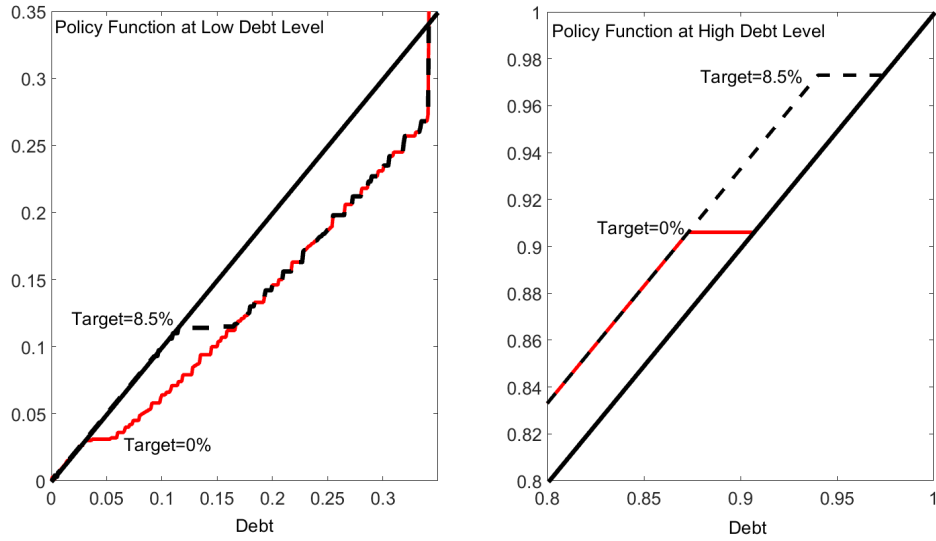 Policy Function at Low Debt Level
0.35
0.3
0.25
0.2
0.15
0.1
0.05
0
Target=8.5%
Target=0%
0 0.05 0.1 0.15 0.2 0.25 0.3
Debt
Policy Function at High Debt Level
1
0.98
0.96
0.94
0.92
0.9
0.88
0.86
0.84
0.82
0.8
Target=8.5%
Target=0%
0.8 0.85 0.9 0.95 1
Debt